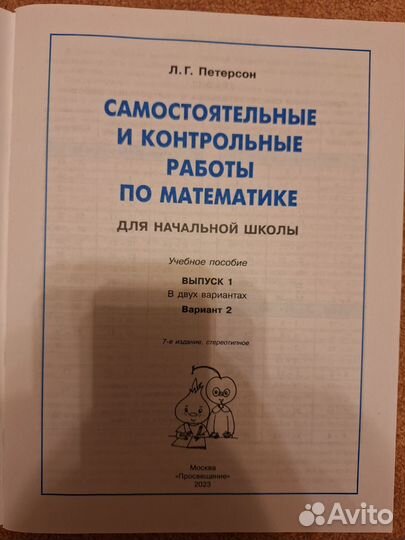 Л. Г. Петерсон
САМОСТОЯТЕЛЬНЫЕ
И КОНТРОЛЬНЫЕ
РАБОТЫ
ПО МАТЕМАТИКЕ
ДЛЯ НАЧАЛЬНОЙ ШКОЛЫ
Учебное пособие
ВЫПУСК 1
В двух вариантах
Вариант 2
7-е издание, стереотипное
Москва
«Просвещение»
2023
Avito